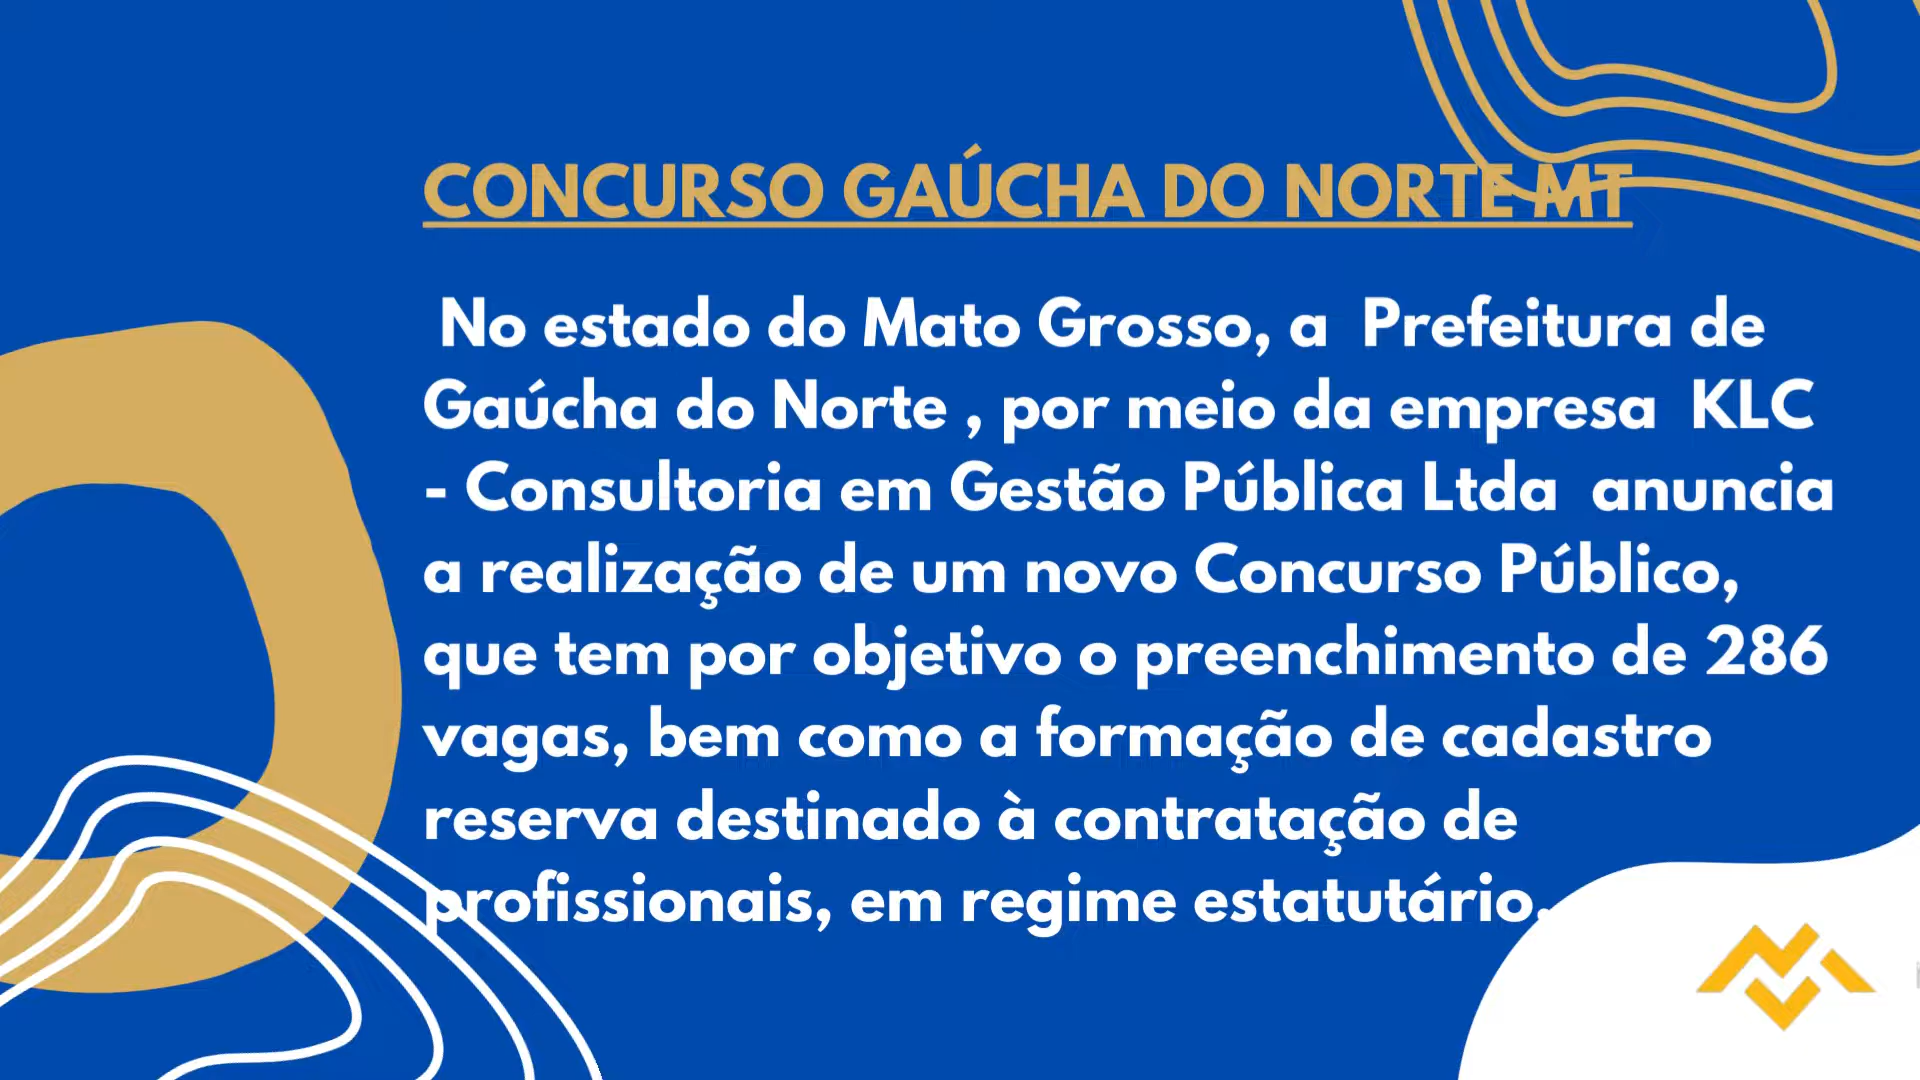 CONCURSO GAÚCHA DO NORTE MT
No estado do Mato Grosso, a Prefeitura de
Gaúcha do Norte , por meio da empresa KLC
- Consultoria em Gestão Pública Ltda anuncia
a realização de um novo Concurso Público,
que tem por objetivo o preenchimento de 286
vagas, bem como a formação de cadastro
reserva destinado à contratação de
profissionais, em regime estatutário.